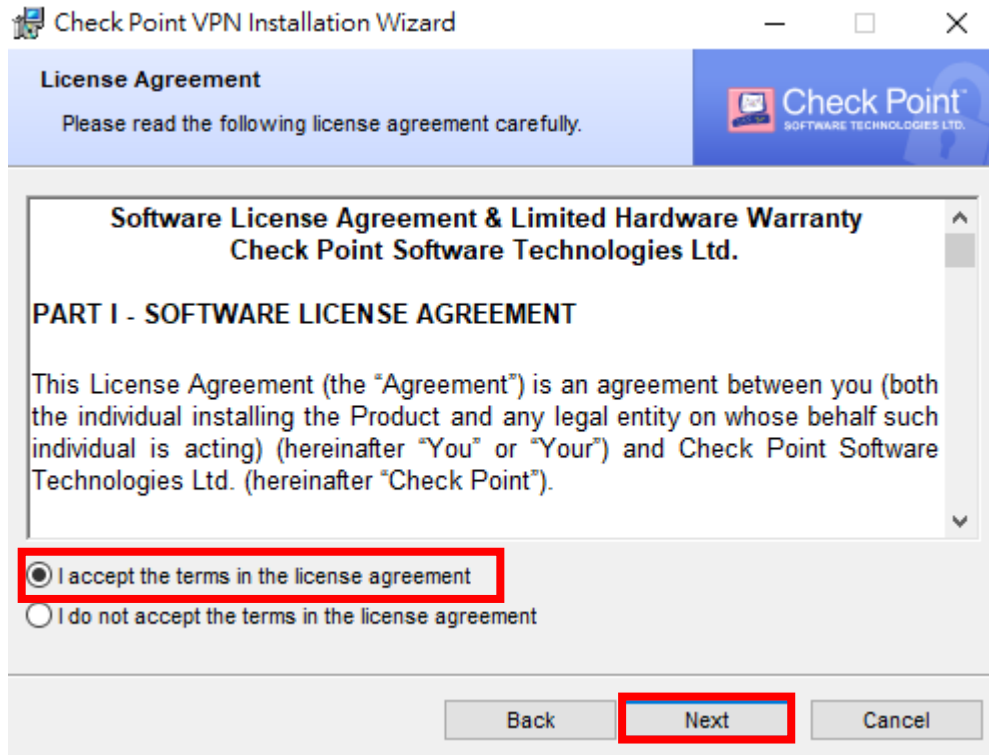 Check Point VPN Installation Wizard
License Agreement
Please read the following license agreement carefully.
Check Point™
SOFTWARE TECHNOLOGIES LTD.
Software License Agreement & Limited Hardware Warranty
Check Point Software Technologies Ltd.
PART I - SOFTWARE LICENSE AGREEMENT
This License Agreement (the “Agreement”) is an agreement between you (both
the individual installing the Product and any legal entity on whose behalf such
individual is acting) (hereinafter “You” or “Your”) and Check Point Software
Technologies Ltd. (hereinafter “Check Point”).
I accept the terms in the license agreement
I do not accept the terms in the license agreement
Back Next Cancel